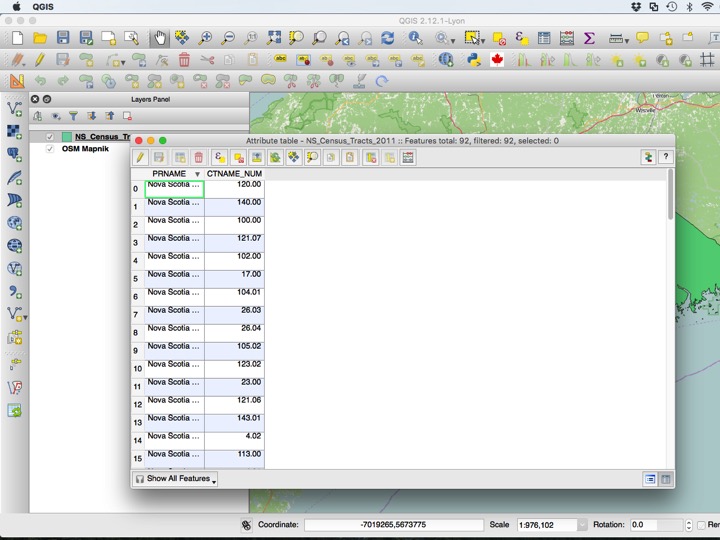 QGIS
QGIS 2.12.1-Lyon
Layers Panel
NS_Census_Tr
OSM Mapnik
Attribute table - NS_Census_Tracts_2011 :: Features total: 92, filtered: 92, selected: 0
PRNAME CTNAME_NUM
0 Nova Scotia ... 120.00
1 Nova Scotia ... 140.00
2 Nova Scotia ... 100.00
3 Nova Scotia ... 121.07
4 Nova Scotia ... 102.00
5 Nova Scotia ... 17.00
6 Nova Scotia ... 104.01
7 Nova Scotia ... 26.03
8 Nova Scotia ... 26.04
9 Nova Scotia ... 105.02
10 Nova Scotia ... 123.02
11 Nova Scotia ... 23.00
12 Nova Scotia ... 121.06
13 Nova Scotia ... 143.01
14 Nova Scotia ... 4.02
15 Nova Scotia ... 113.00
Show All Features
Coordinate: -7019265,5673775 Scale 1:976,102 Rotation: 0.0 Ren